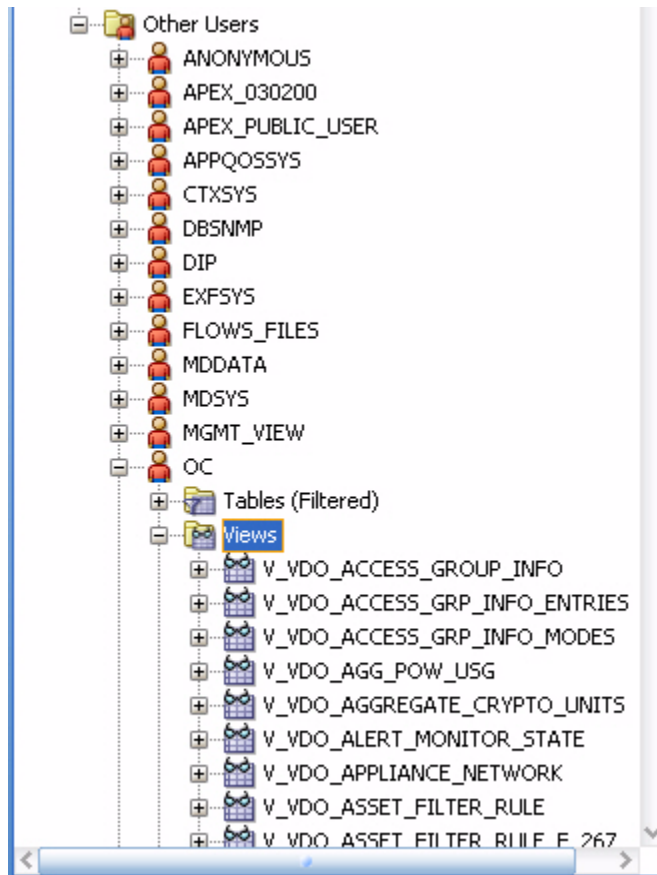 Other Users
ANONYMOUS
APEX_030200
APEX_PUBLIC_USER
APPQOSSYS
CTXSYS
DBSNMP
DIP
EXFSYS
FLOWS_FILES
MDDATA
MDSYS
MGMT_VIEW
OC
Tables (Filtered)
Views
V_VDO_ACCESS_GROUP_INFO
V_VDO_ACCESS_GRP_INFO_ENTRIES
V_VDO_ACCESS_GRP_INFO_MODES
V_VDO_AGG_POW_USG
V_VDO_AGGREGATE_CRYPTO_UNITS
V_VDO_ALERT_MONITOR_STATE
V_VDO_APPLIANCE_NETWORK
V_VDO_ASSET_FILTER_RULE
V_VDO_ASSET_FILTER_RULE_E_267